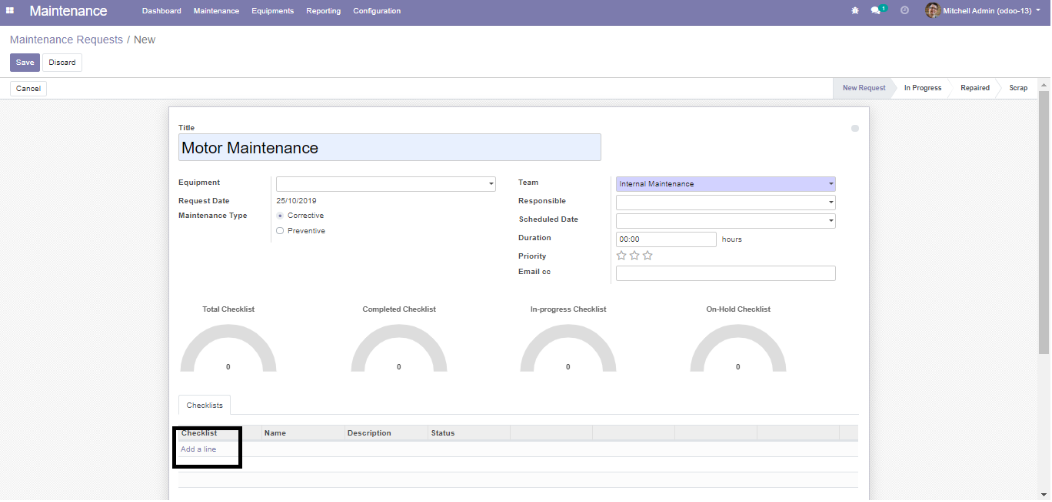 Maintenance Dashboard Maintenance Equipments Reporting Configuration 1 Mitchell Admin (odoo-13)
Maintenance Requests / New
Save Discard
Cancel New Request In Progress Repaired Scrap
Title
Motor Maintenance
Equipment Team Internal Maintenance
Request Date 25/10/2019 Responsible
Maintenance Type Corrective Scheduled Date
Preventive Duration 00:00 hours
Priority
Email cc
Total Checklist Completed Checklist In-progress Checklist On-Hold Checklist
0 0 0 0
Checklists
Checklist Name Description Status
Add a line